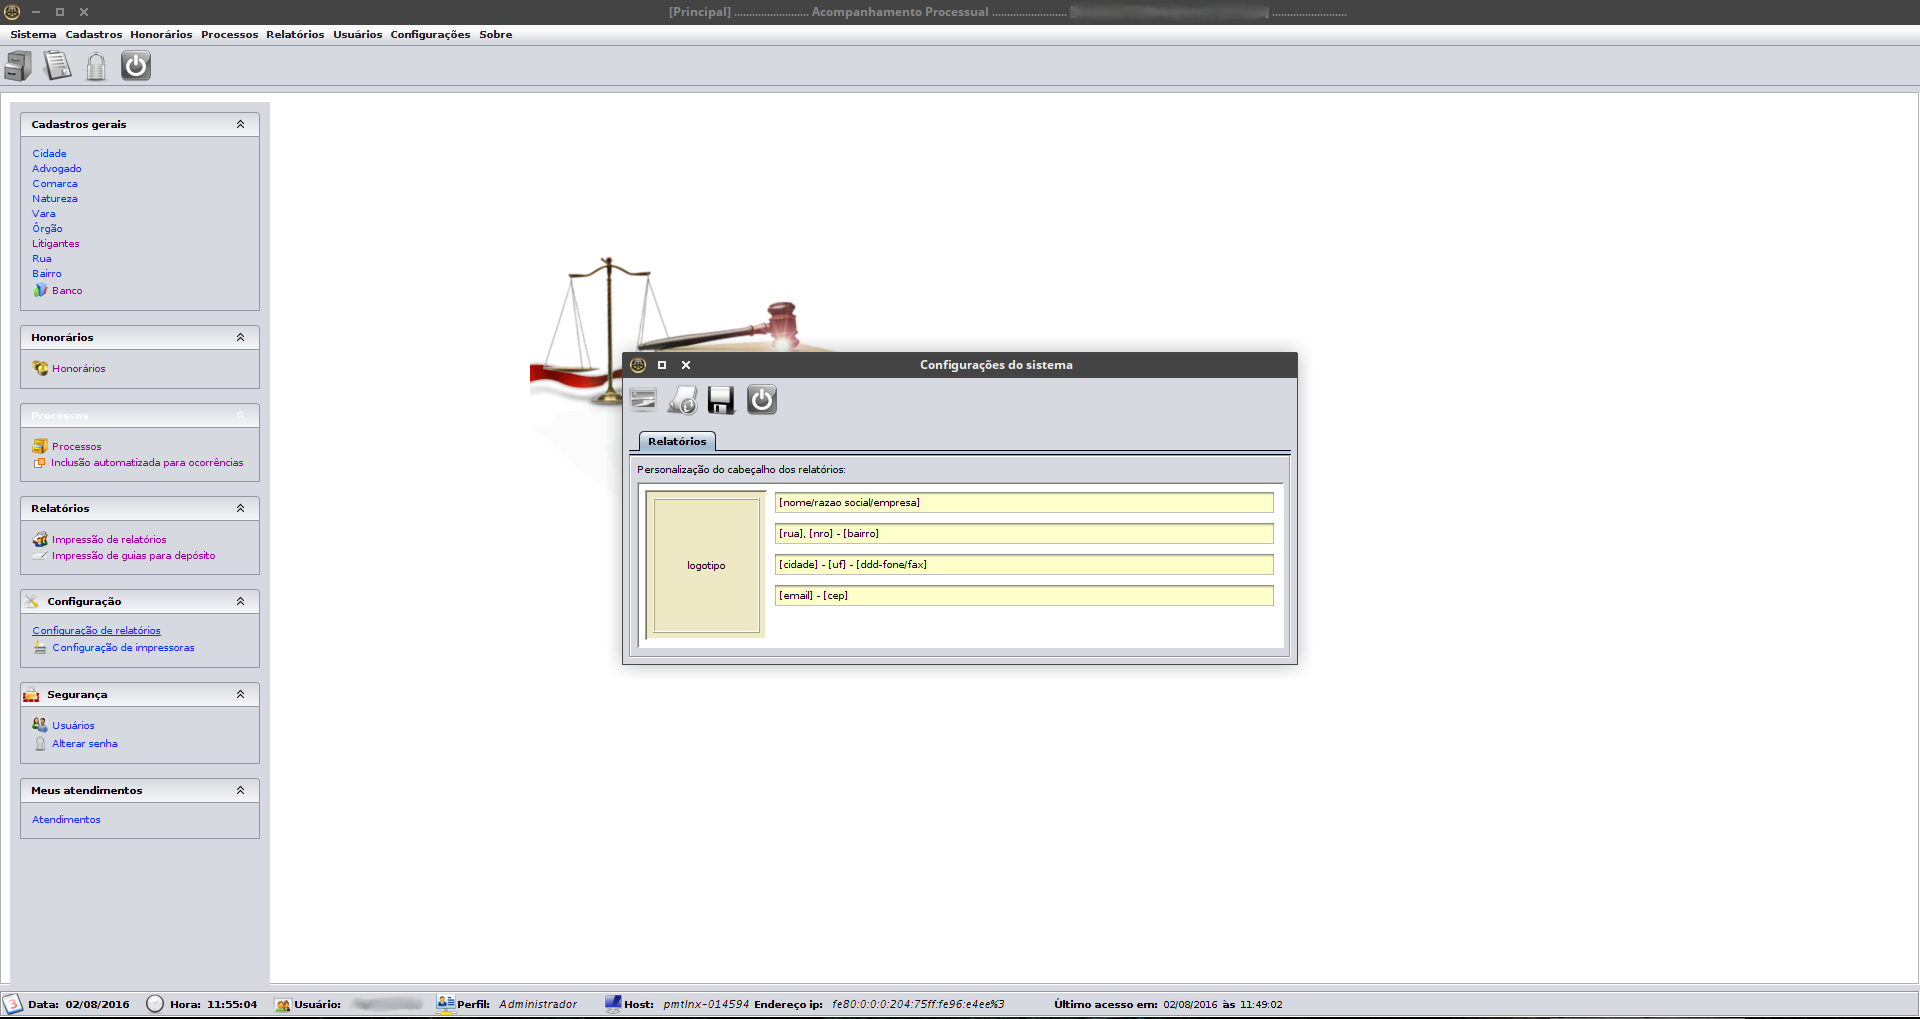 [Principal] ......................... Acompanhamento Processual ......................... ] .........................
Sistema Cadastros Honorários Processos Relatórios Usuários Configurações Sobre
Cadastros gerais
Cidade
Advogado
Comarca
Natureza
Vara
Órgão
Litigantes
Rua
Bairro
Banco
Honorários
Honorários
Processos
Processos
Inclusão automatizada para ocorrências
Relatórios
Impressão de relatórios
Impressão de guias para depósito
Configuração
Configuração de relatórios
Configuração de impressoras
Segurança
Usuários
Alterar senha
Meus atendimentos
Atendimentos
Configurações do sistema
Relatórios
Personalização do cabeçalho dos relatórios:
logotipo
[nome/razao social/empresa]
[rua], [nro] - [bairro]
[cidade] - [uf] - [ddd-fone/fax]
[email] - [cep]
3 Data: 02/08/2016 Hora: 11:55:04 Usuário: Perfil: Administrador Host: pmtlnx-014594 Endereço ip: fe80:0:0:0:204:75ff:fe96:e4ee%3 Último acesso em: 02/08/2016 às 11:49:02